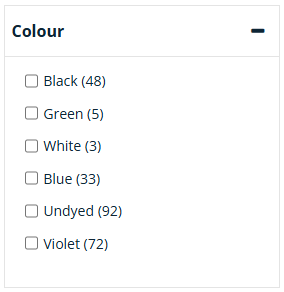 Colour
Black (48)
Green (5)
White (3)
Blue (33)
Undyed (92)
Violet (72)